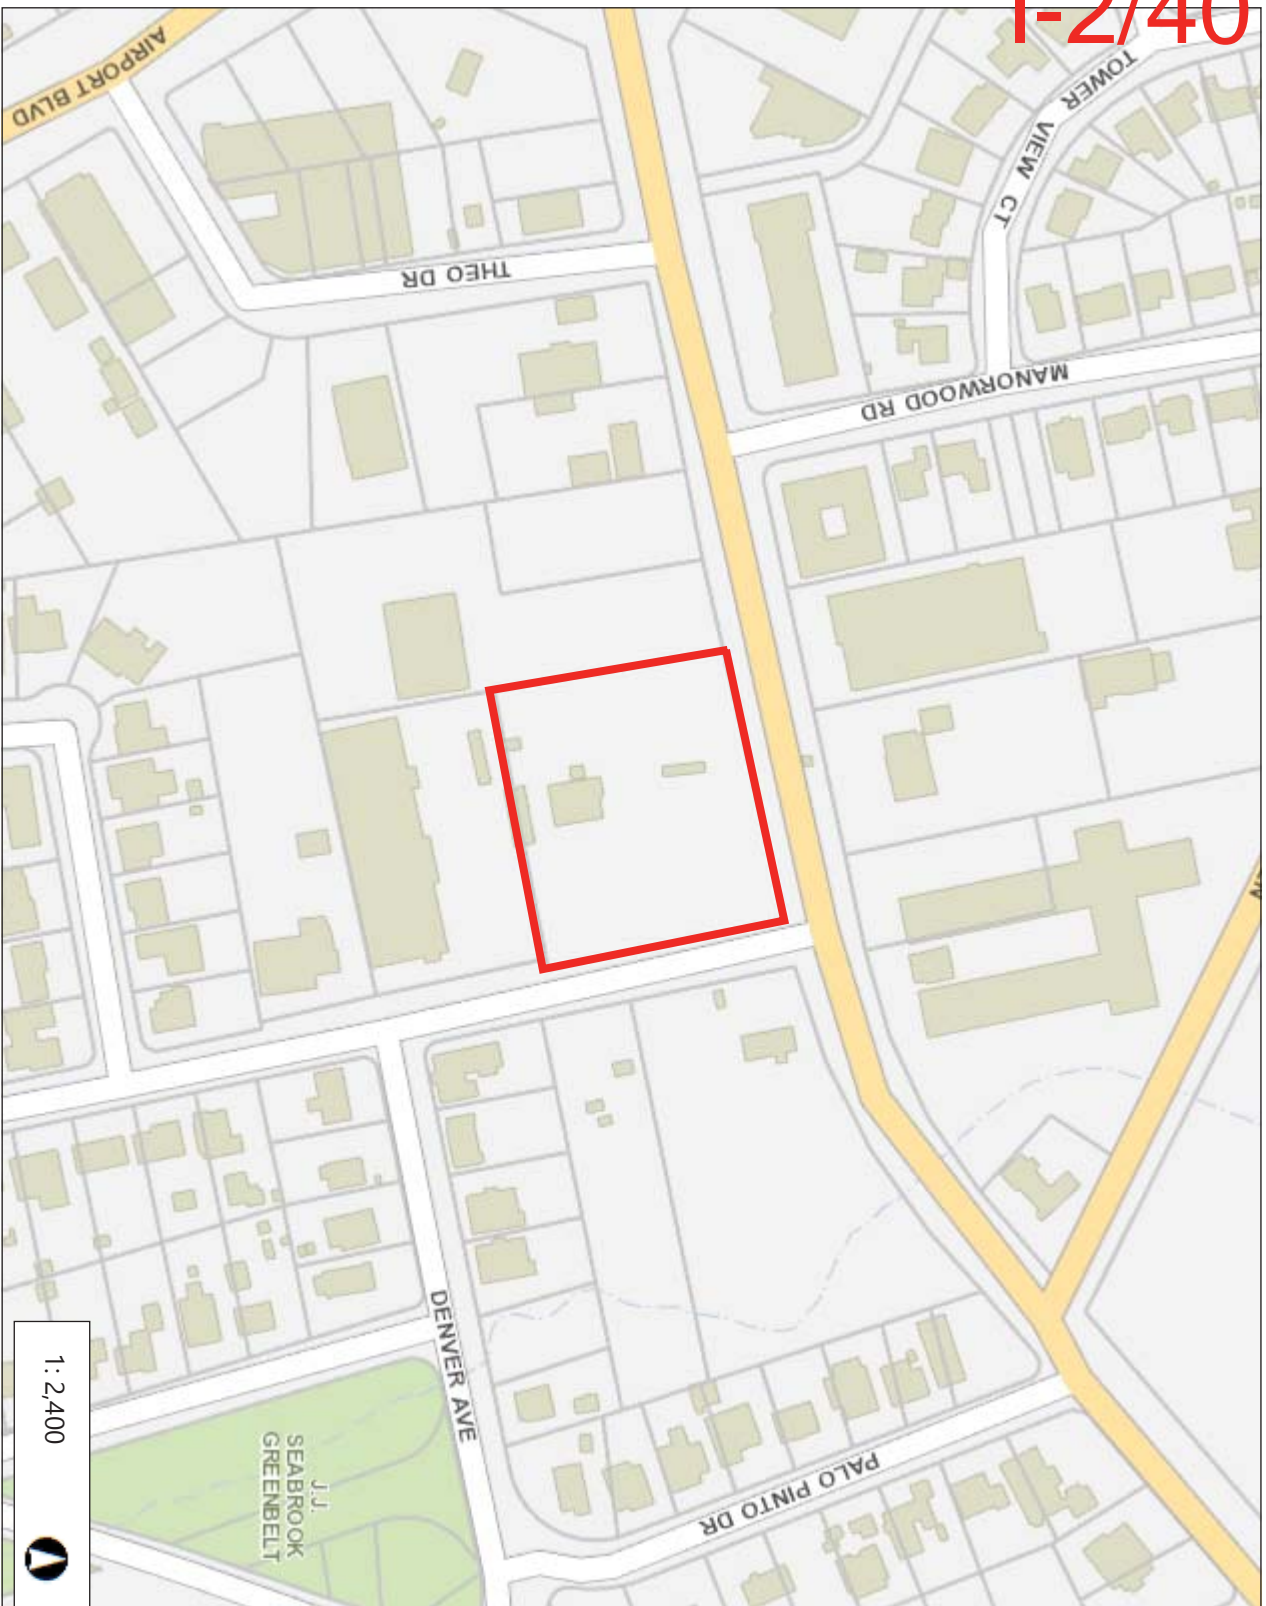 1-2/40
AIRPORT BLVD
TOWER VIEW CT
THEO DR
MANORWOOD RD
DENVER AVE
PALO PINTO DR
J.J.
SEABROOK
GREENBELT
1: 2,400